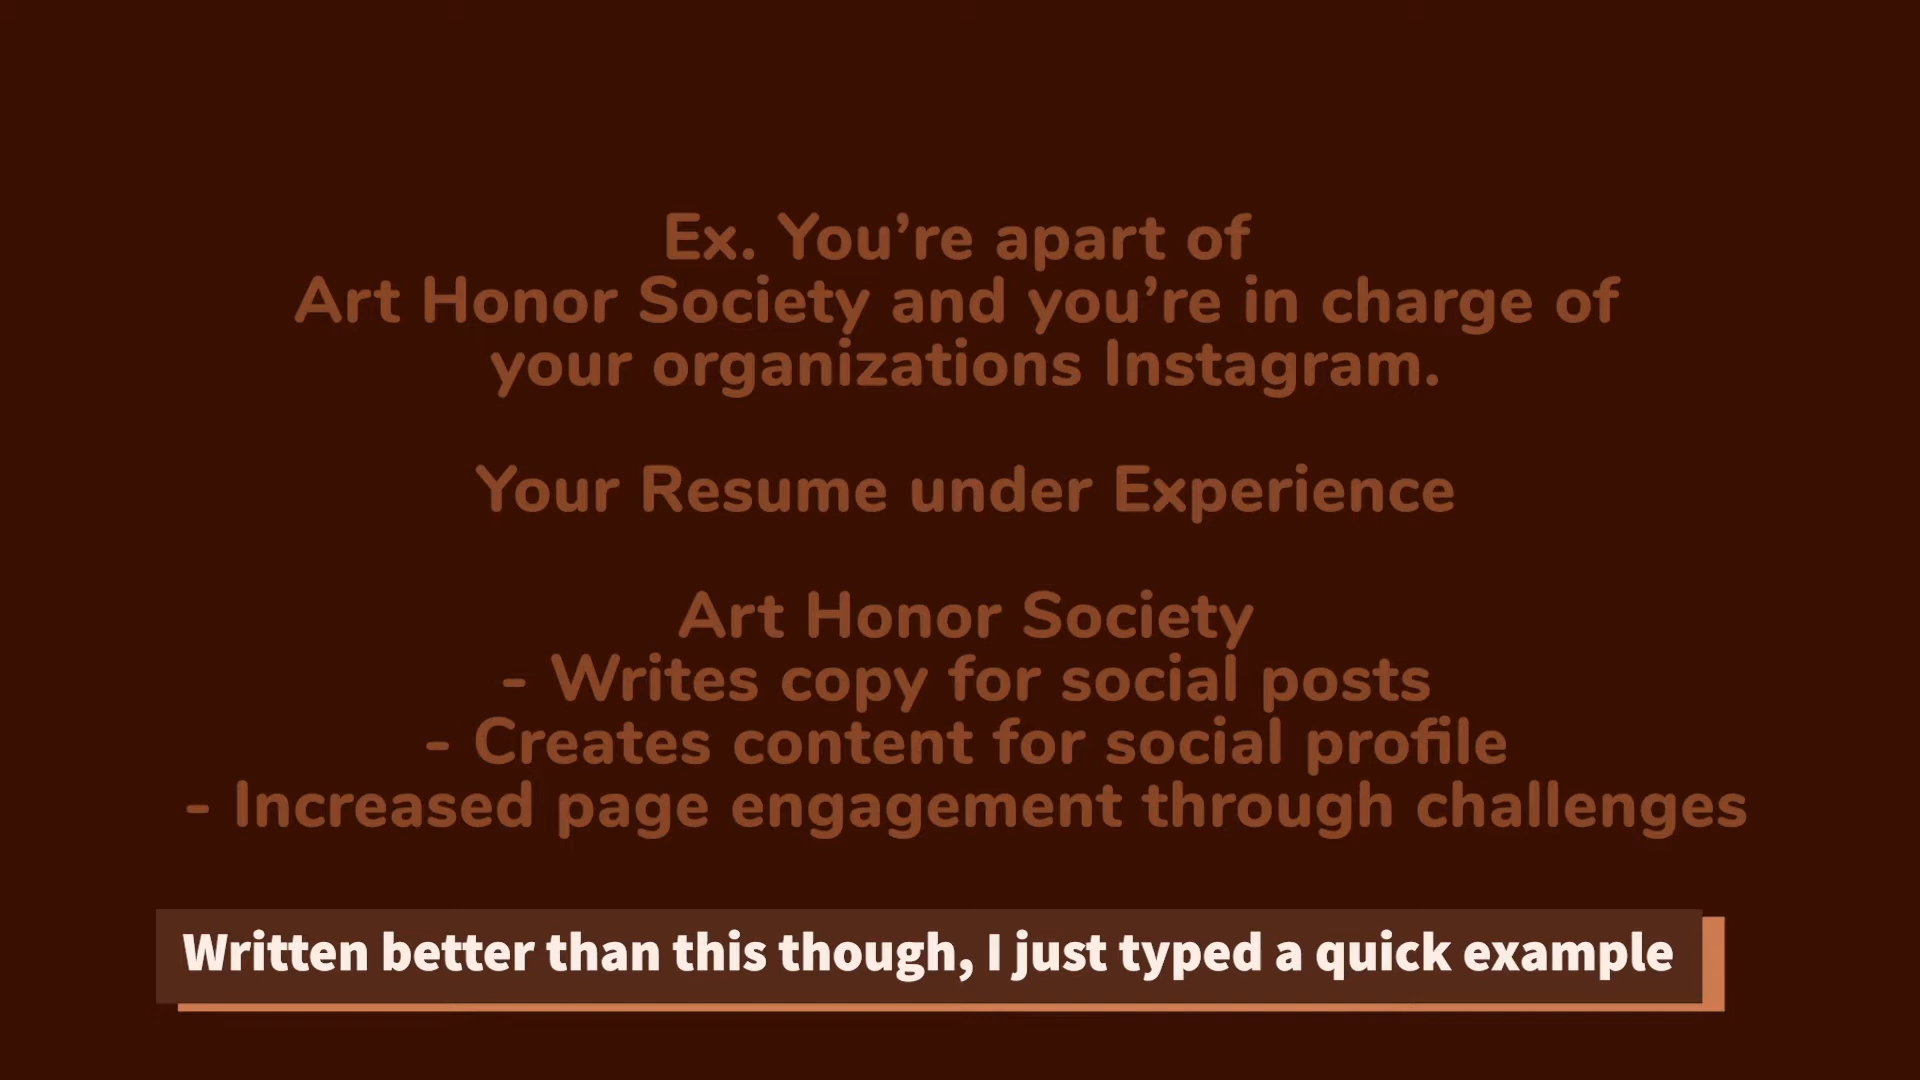 Ex. You’re apart of
Art Honor Society and you’re in charge of
your organizations Instagram.
Your Resume under Experience
Art Honor Society
- Writes copy for social posts
- Creates content for social profile
- Increased page engagement through challenges
Written better than this though, I just typed a quick example